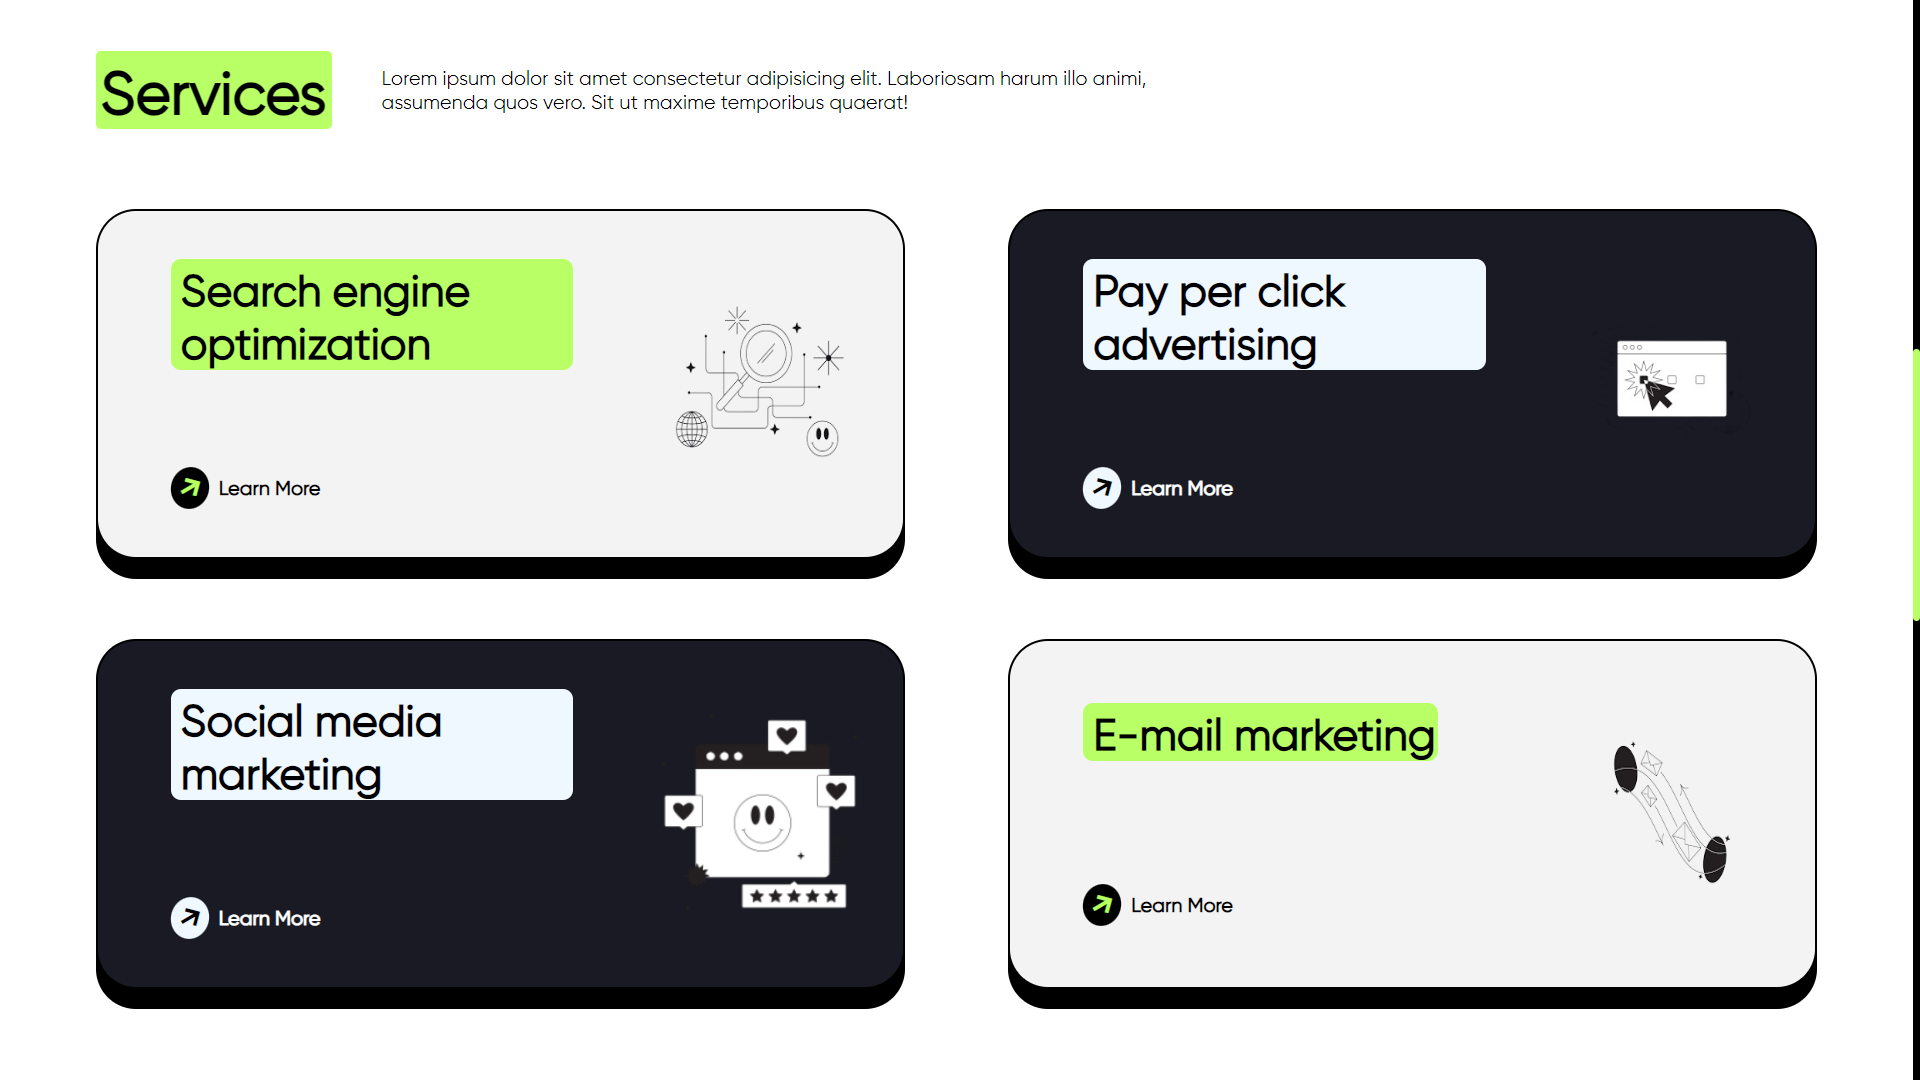 Services
Lorem ipsum dolor sit amet consectetur adipisicing elit. Laboriosam harum illo animi,
assumenda quos vero. Sit ut maxime temporibus quaerat!
Search engine
optimization
Learn More
Pay per click
advertising
Learn More
Social media
marketing
Learn More
E-mail marketing
Learn More